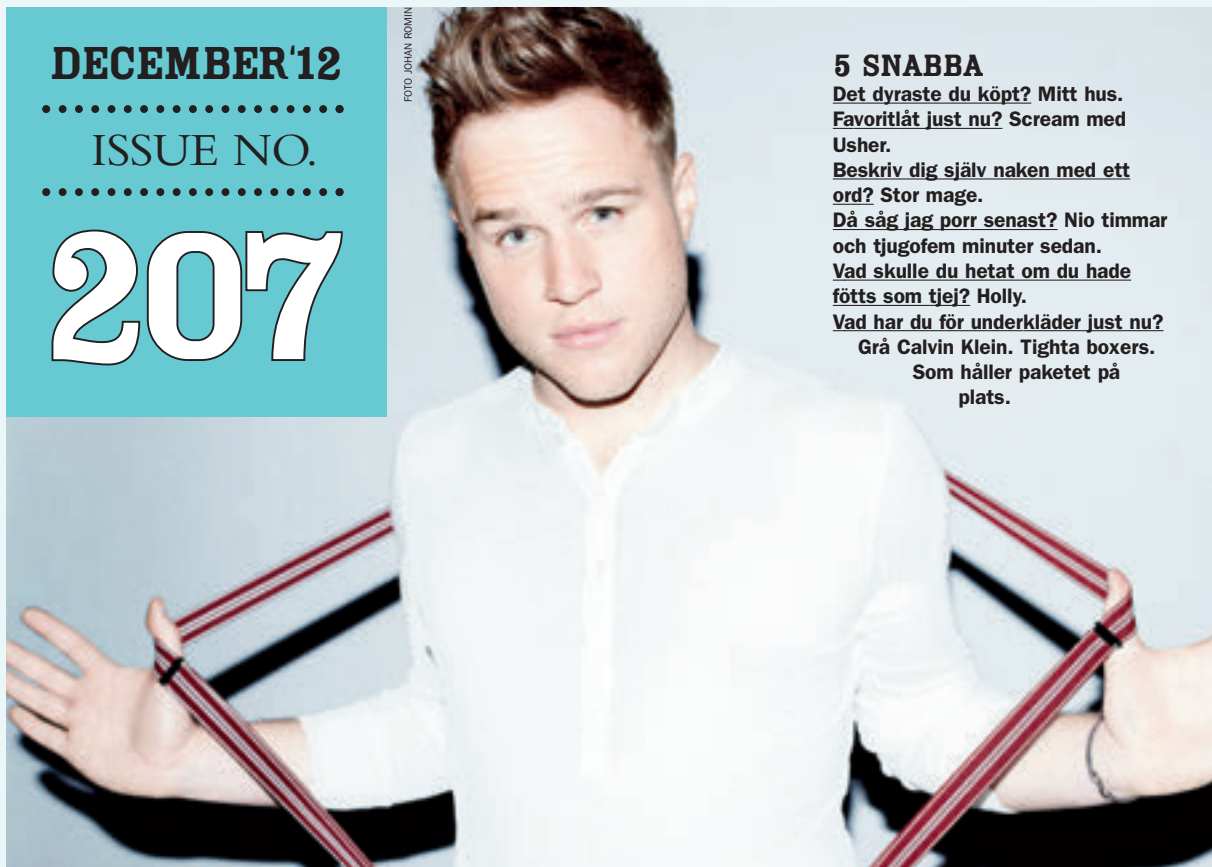 DECEMBER‘12
ISSUE NO.
207
FOTO JOHAN ROMIN
5 SNABBA
Det dyraste du köpt? Mitt hus.
Favoritlåt just nu? Scream med
Usher.
Beskriv dig själv naken med ett
ord? Stor mage.
Då såg jag porr senast? Nio timmar
och tjugofem minuter sedan.
Vad skulle du hetat om du hade
fötts som tjej? Holly.
Vad har du för underkläder just nu?
Grå Calvin Klein. Tighta boxers.
Som håller paketet på
plats.